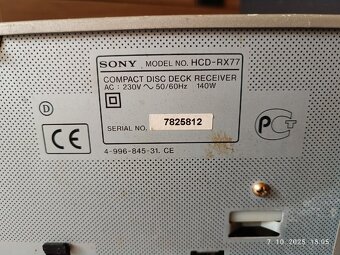 SONY MODEL NO. HCD-RX77
COMPACT DISC DECK RECEIVER
AC : 230V ~ 50/60Hz 140W
SERIAL NO. 7825812
D
CE
PCT
4-996-845-31. CE
7.10.2025 15:05